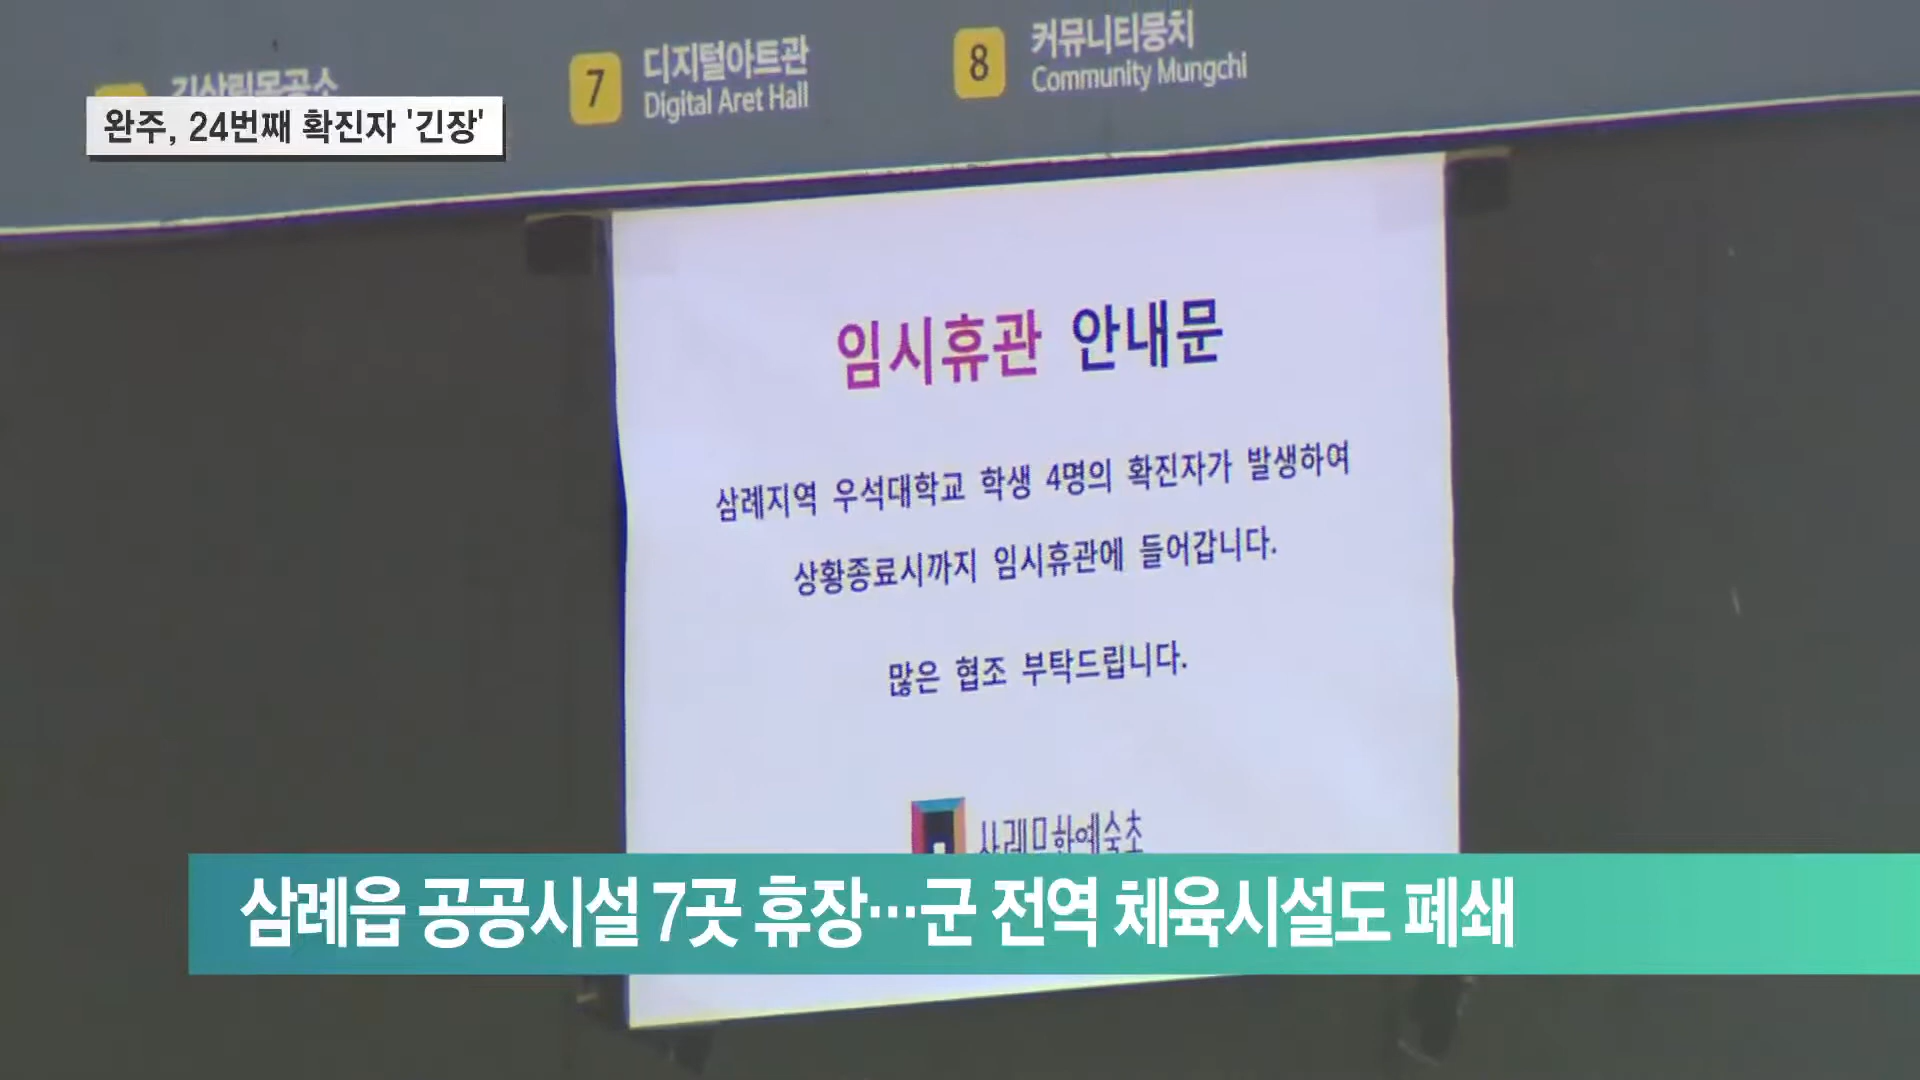 7 디지털아트관
Digital Aret Hall
8 커뮤니티뭉치
Community Mungchi
완주, 24번째 확진자 '긴장'
임시휴관 안내문
삼례지역 우석대학교 학생 4명의 확진자가 발생하여
상황종료시까지 임시휴관에 들어갑니다.
많은 협조 부탁드립니다.
삼례읍 공공시설 7곳 휴장…군 전역 체육시설도 폐쇄